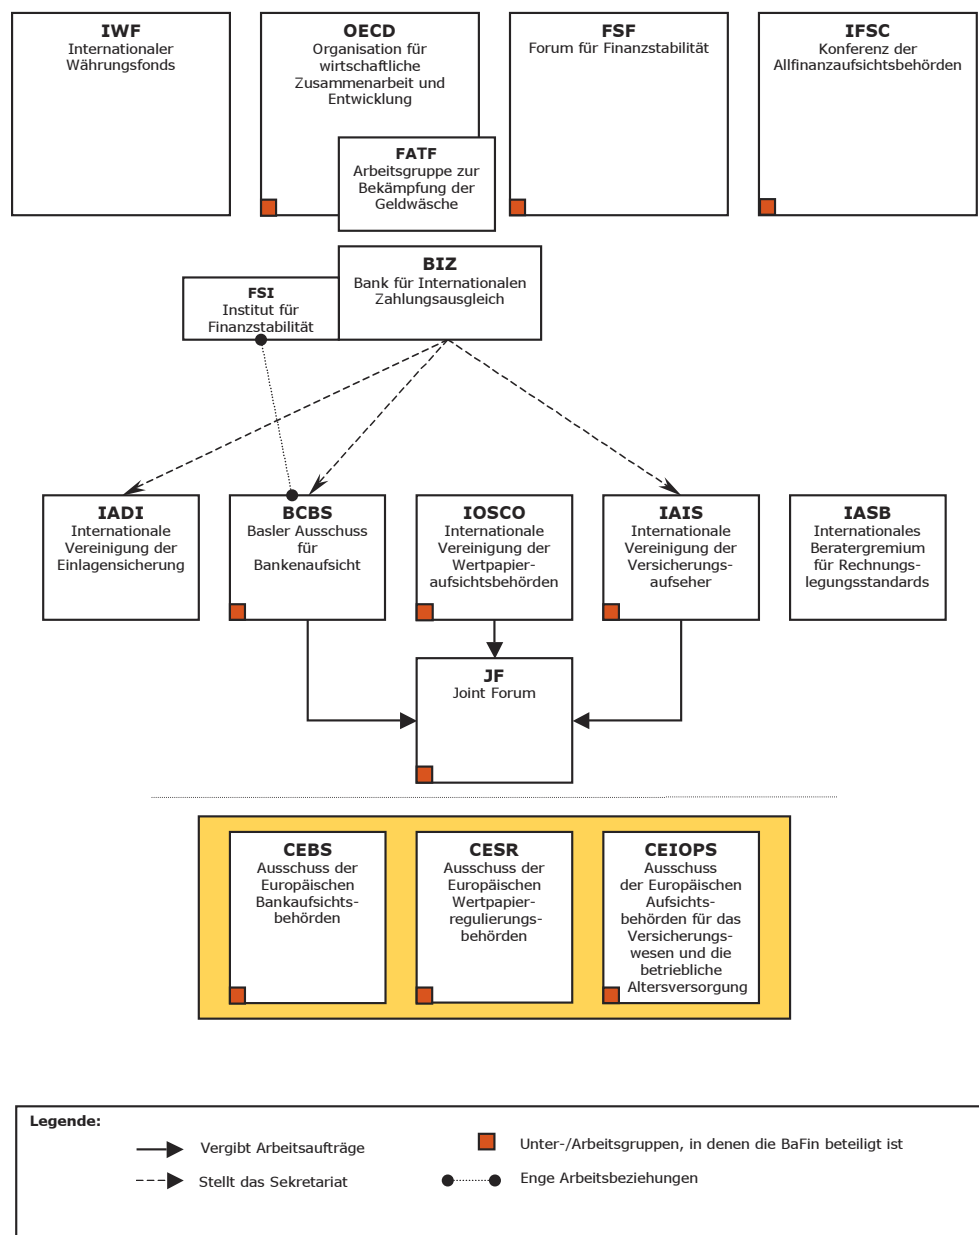 IWF
Internationaler
Währungsfonds
OECD
Organisation für
wirtschaftliche
Zusammenarbeit und
Entwicklung
FSF
Forum für Finanzstabilität
IFSC
Konferenz der
Allfinanzaufsichtsbehörden
FATF
Arbeitsgruppe zur
Bekämpfung der
Geldwäsche
BIZ
Bank für Internationalen
Zahlungsausgleich
FSI
Institut für
Finanzstabilität
IADI
Internationale
Vereinigung der
Einlagensicherung
BCBS
Basler Ausschuss
für
Bankenaufsicht
IOSCO
Internationale
Vereinigung der
Wertpapier-
aufsichtsbehörden
IAIS
Internationale
Vereinigung der
Versicherungs-
aufseher
IASB
Internationales
Beratergremium
für Rechnungs-
legungsstandards
JF
Joint Forum
CEBS
Ausschuss der
Europäischen
Bankaufsichts-
behörden
CESR
Ausschuss der
Europäischen
Wertpapier-
regulierungs-
behörden
CEIOPS
Ausschuss
der Europäischen
Aufsichts-
behörden für das
Versicherungs-
wesen und die
betriebliche
Altersversorgung
Legende:
Vergibt Arbeitsaufträge
Unter-/Arbeitsgruppen, in denen die BaFin beteiligt ist
Stellt das Sekretariat
Enge Arbeitsbeziehungen